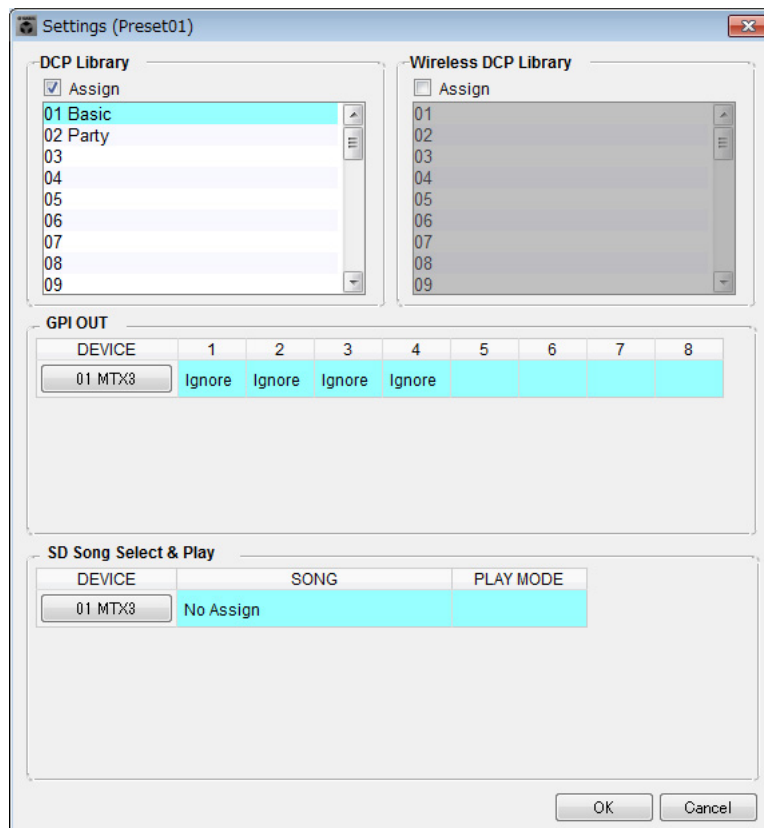 Settings (Preset01)
DCP Library
Assign
01 Basic
02 Party
03
04
05
06
07
08
09
Wireless DCP Library
Assign
01
02
03
04
05
06
07
08
09
GPI OUT
DEVICE 1 2 3 4 5 6 7 8
01 MTX3 Ignore Ignore Ignore Ignore
SD Song Select & Play
DEVICE SONG PLAY MODE
01 MTX3 No Assign
OK Cancel